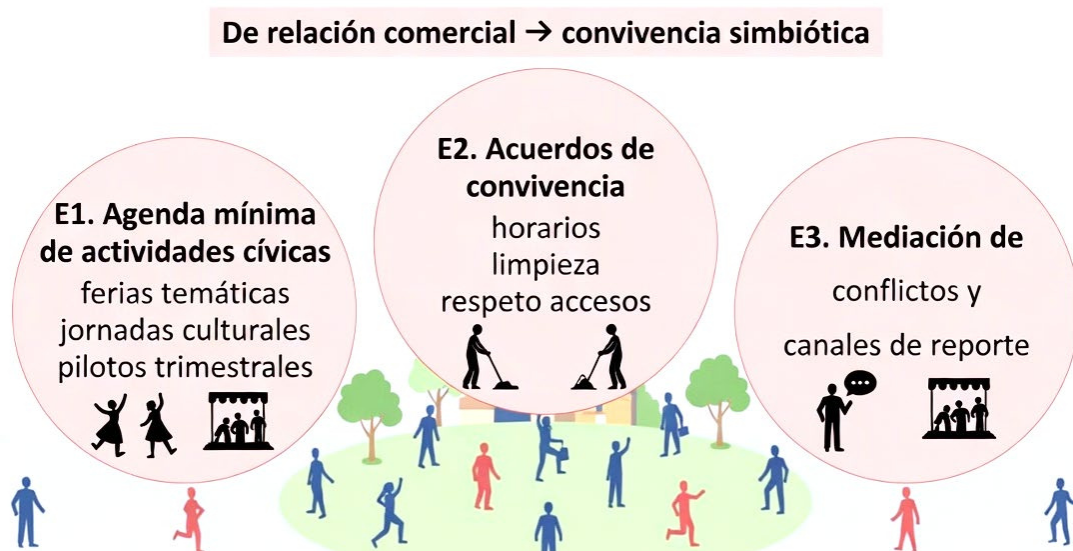 De relación comercial → convivencia simbiótica
E1. Agenda mínima
de actividades cívicas
ferias temáticas
jornadas culturales
pilotos trimestrales
E2. Acuerdos de
convivencia
horarios
limpieza
respeto accesos
E3. Mediación de
conflictos y
canales de reporte